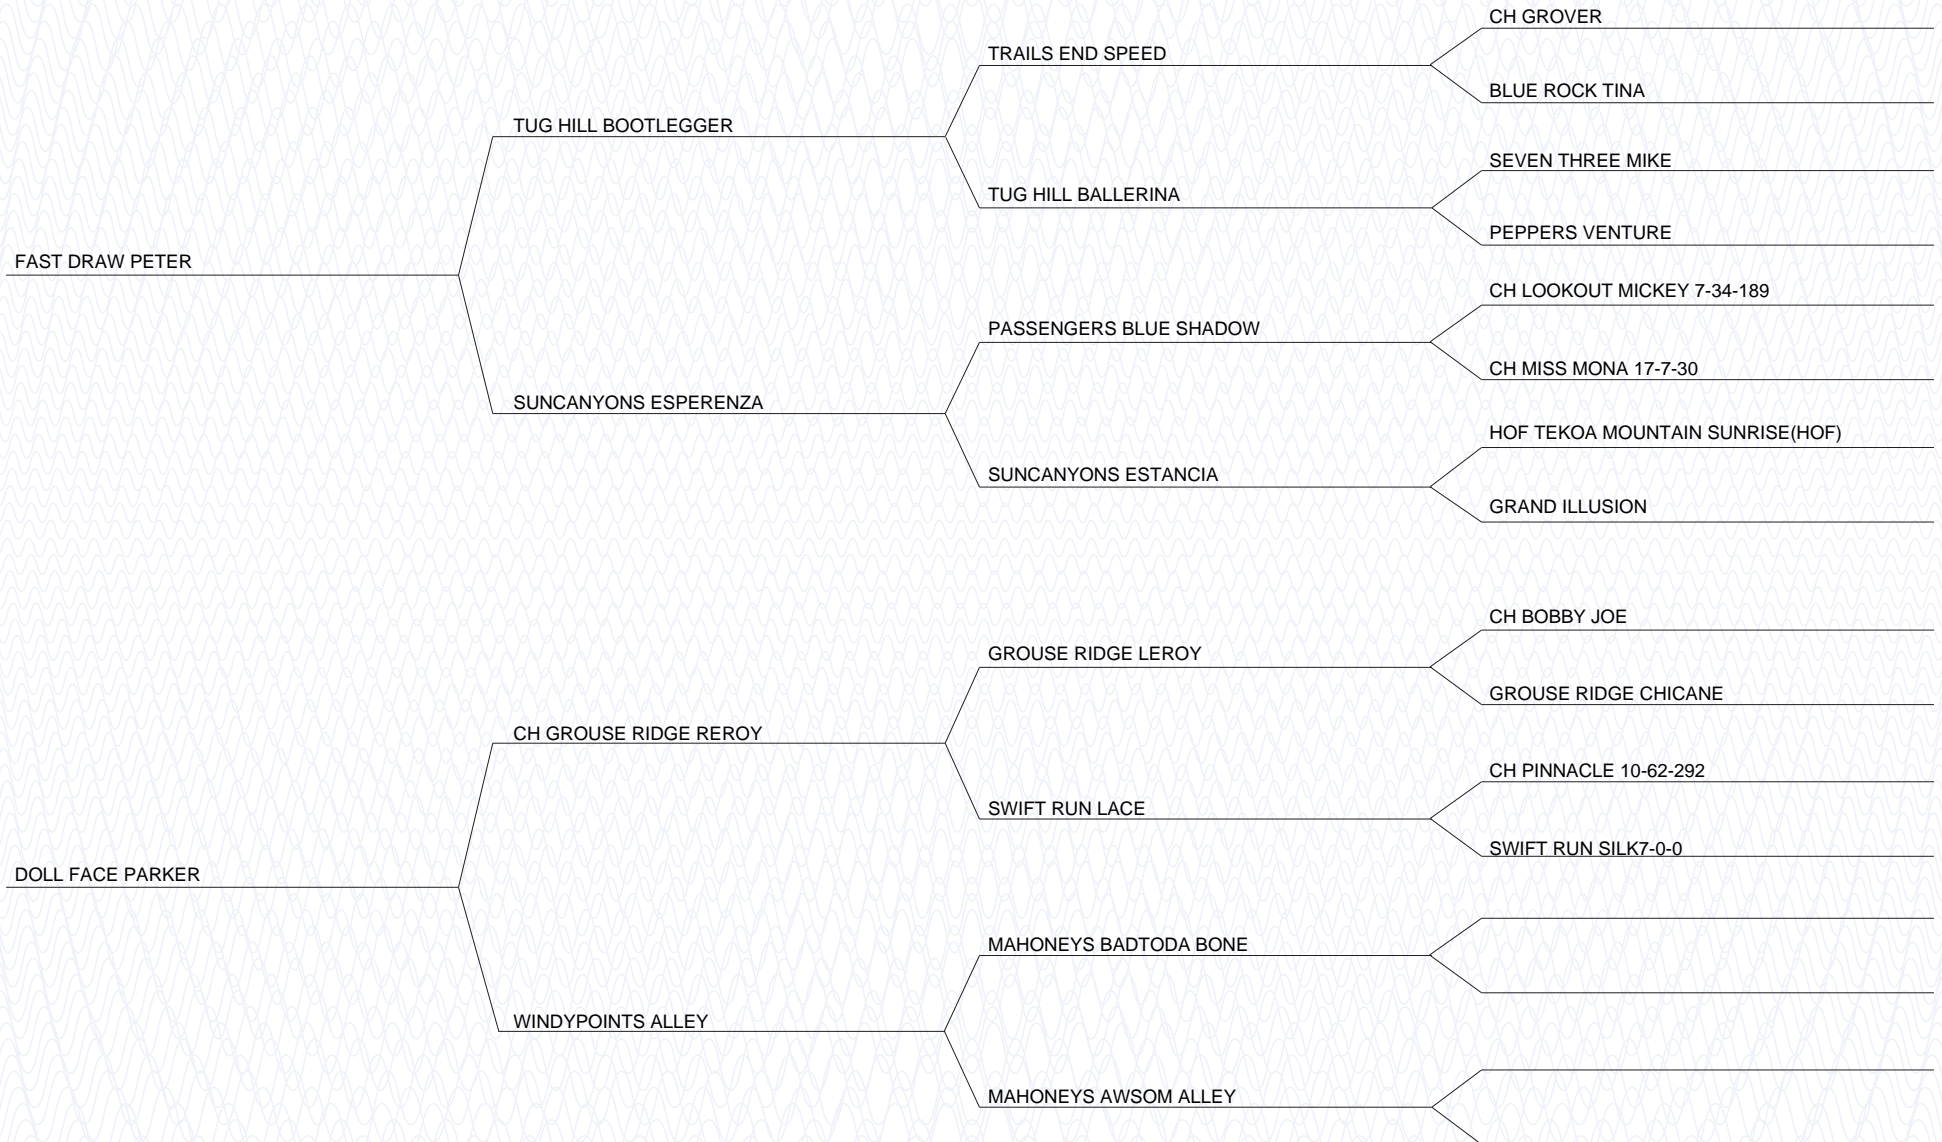 CH GROVER
TRAILS END SPEED
BLUE ROCK TINA
TUG HILL BOOTLEGGER
SEVEN THREE MIKE
TUG HILL BALLERINA
PEPPERS VENTURE
FAST DRAW PETER
CH LOOKOUT MICKEY 7-34-189
PASSENGERS BLUE SHADOW
CH MISS MONA 17-7-30
SUNCANYONS ESPERENZA
HOF TEKOA MOUNTAIN SUNRISE(HOF)
SUNCANYONS ESTANCIA
GRAND ILLUSION
CH BOBBY JOE
GROUSE RIDGE LEROY
GROUSE RIDGE CHICANE
CH GROUSE RIDGE REROY
CH PINNACLE 10-62-292
SWIFT RUN LACE
SWIFT RUN SILK7-0-0
DOLL FACE PARKER
MAHONEYS BADTODA BONE
WINDYPOINTS ALLEY
MAHONEYS AWSOM ALLEY